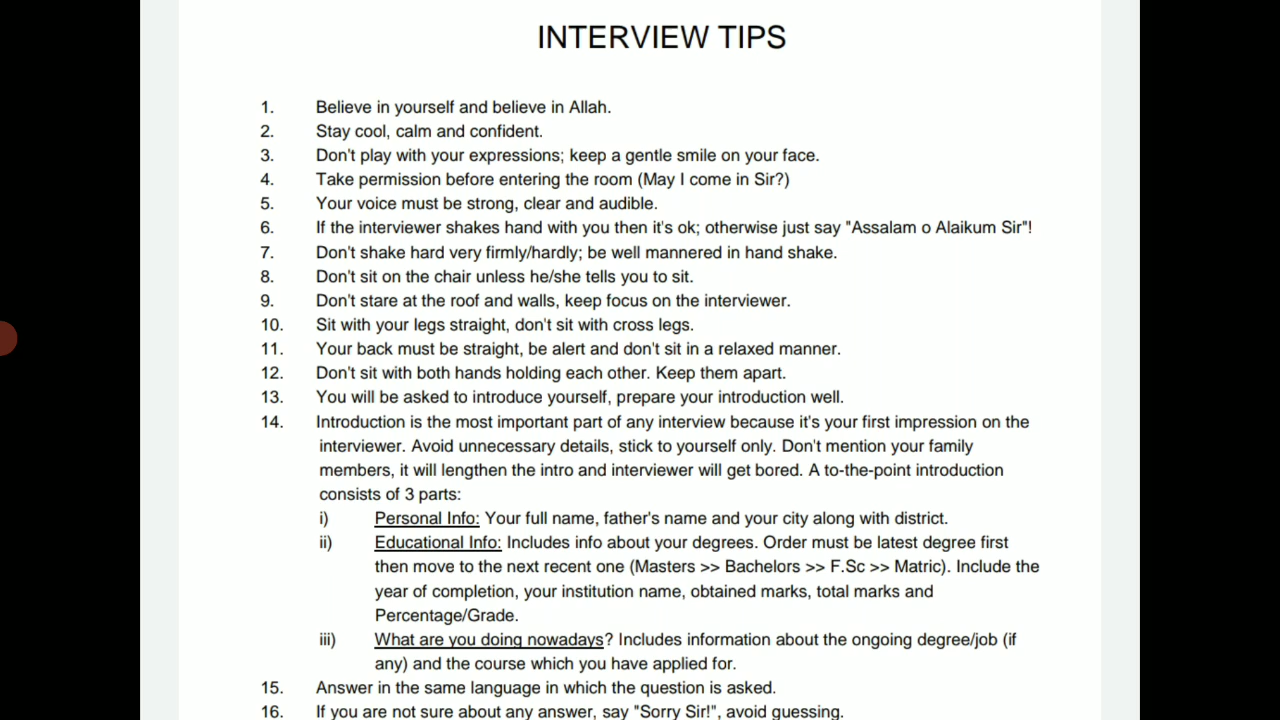 INTERVIEW TIPS
1. Believe in yourself and believe in Allah.
2. Stay cool, calm and confident.
3. Don't play with your expressions; keep a gentle smile on your face.
4. Take permission before entering the room (May I come in Sir?)
5. Your voice must be strong, clear and audible.
6. If the interviewer shakes hand with you then it's ok; otherwise just say "Assalam o Alaikum Sir"!
7. Don't shake hard very firmly/hardly; be well mannered in hand shake.
8. Don't sit on the chair unless he/she tells you to sit.
9. Don't stare at the roof and walls, keep focus on the interviewer.
10. Sit with your legs straight, don't sit with cross legs.
11. Your back must be straight, be alert and don't sit in a relaxed manner.
12. Don't sit with both hands holding each other. Keep them apart.
13. You will be asked to introduce yourself, prepare your introduction well.
14. Introduction is the most important part of any interview because it's your first impression on the
interviewer. Avoid unnecessary details, stick to yourself only. Don't mention your family
members, it will lengthen the intro and interviewer will get bored. A to-the-point introduction
consists of 3 parts:
i) Personal Info: Your full name, father's name and your city along with district.
ii) Educational Info: Includes info about your degrees. Order must be latest degree first
then move to the next recent one (Masters >> Bachelors >> F.Sc >> Matric). Include the
year of completion, your institution name, obtained marks, total marks and
Percentage/Grade.
iii) What are you doing nowadays? Includes information about the ongoing degree/job (if
any) and the course which you have applied for.
15. Answer in the same language in which the question is asked.
16. If you are not sure about any answer, say "Sorry Sir!", avoid guessing.